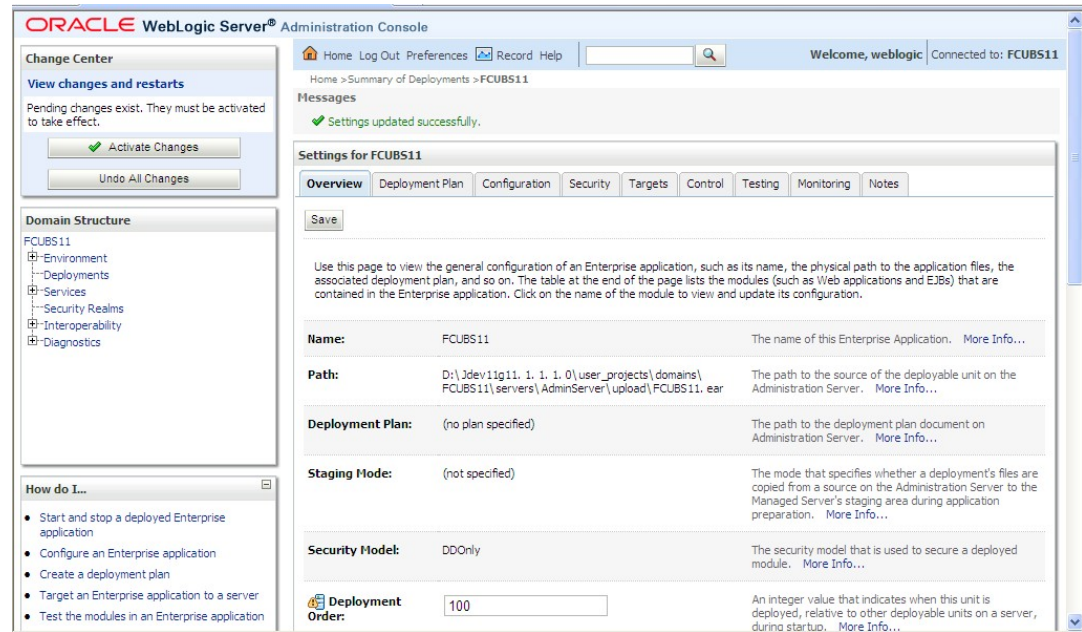 ORACLE WebLogic Server® Administration Console
Change Center
View changes and restarts
Pending changes exist. They must be activated
to take effect.
Activate Changes
Undo All Changes
Domain Structure
FCUBS11
Environment
Deployments
Services
Security Realms
Interoperability
Diagnostics
How do I...
Start and stop a deployed Enterprise
application
Configure an Enterprise application
Create a deployment plan
Target an Enterprise application to a server
Test the modules in an Enterprise application
Home Log Out Preferences Record Help
Welcome, weblogic Connected to: FCUBS11
Home >Summary of Deployments >FCUBS11
Messages
Settings updated successfully.
Settings for FCUBS11
Overview Deployment Plan Configuration Security Targets Control Testing Monitoring Notes
Save
Use this page to view the general configuration of an Enterprise application, such as its name, the physical path to the application files, the
associated deployment plan, and so on. The table at the end of the page lists the modules (such as Web applications and EJBs) that are
contained in the Enterprise application. Click on the name of the module to view and update its configuration.
Name: FCUBS11 The name of this Enterprise Application. More Info...
Path: D:\Jdev11g11. 1. 1. 1. 0\user_projects\domains\ The path to the source of the deployable unit on the
FCUBS11\servers\AdminServer\upload\FCUBS11. ear Administration Server. More Info...
Deployment Plan: (no plan specified) The path to the deployment plan document on
Administration Server. More Info...
Staging Mode: (not specified) The mode that specifies whether a deployment's files are
copied from a source on the Administration Server to the
Managed Server's staging area during application
preparation. More Info...
Security Model: DDOnly The security model that is used to secure a deployed
module. More Info...
Deployment 100 An integer value that indicates when this unit is
Order: deployed, relative to other deployable units on a server,
during startup. More Info...